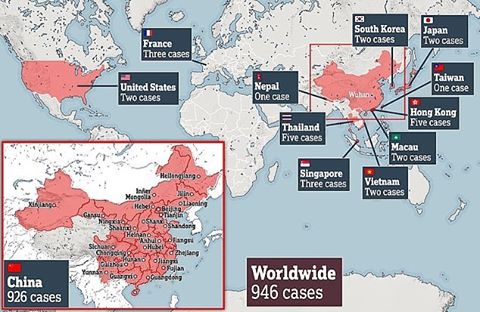 France
Three cases
South Korea
Two cases
Japan
Two cases
United States
Two cases
Nepal
One case
Wuhan
Taiwan
One case
Hong Kong
Five cases
Thailand
Five cases
Macau
Two cases
Singapore
Three cases
Vietnam
Two cases
Heilongjiang
Xinjiang
Inner
Mongolia
Jilin
Liaoning
Hebei
Beijing
Tianjin
Gansu
Ningxia
Shanxi
Shandong
Shaanxi
Henan
Jiangsu
Sichuan
Anhui
Hubei
Chongqing
Hunan
Jiangxi
Guizhou
Fujian
Yunnan
Guangxi
Guangdong
China
926 cases
Worldwide
946 cases